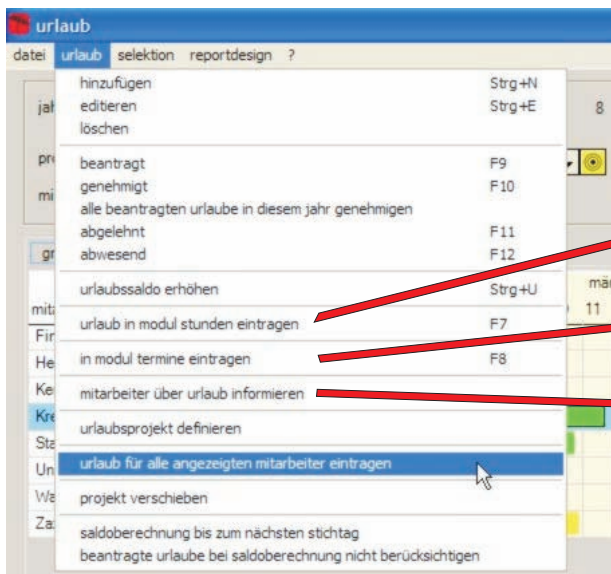 urlaub
datei urlaub selektion reportdesign ?
hinzufügen Strg+N
editieren Strg+E
löschen
8
beantragt F9
genehmigt F10
alle beantragten urlaube in diesem jahr genehmigen
abgelehnt F11
abwesend F12
urlaubssaldo erhöhen Strg+U
urlaub in modul stunden eintragen F7
11
in modul termine eintragen F8
mitarbeiter über urlaub informieren
urlaubsprojekt definieren
urlaub für alle angezeigten mitarbeiter eintragen
projekt verschieben
saldoberechnung bis zum nächsten stichtag
beantragte urlaube bei saldoberechnung nicht berücksichtigen